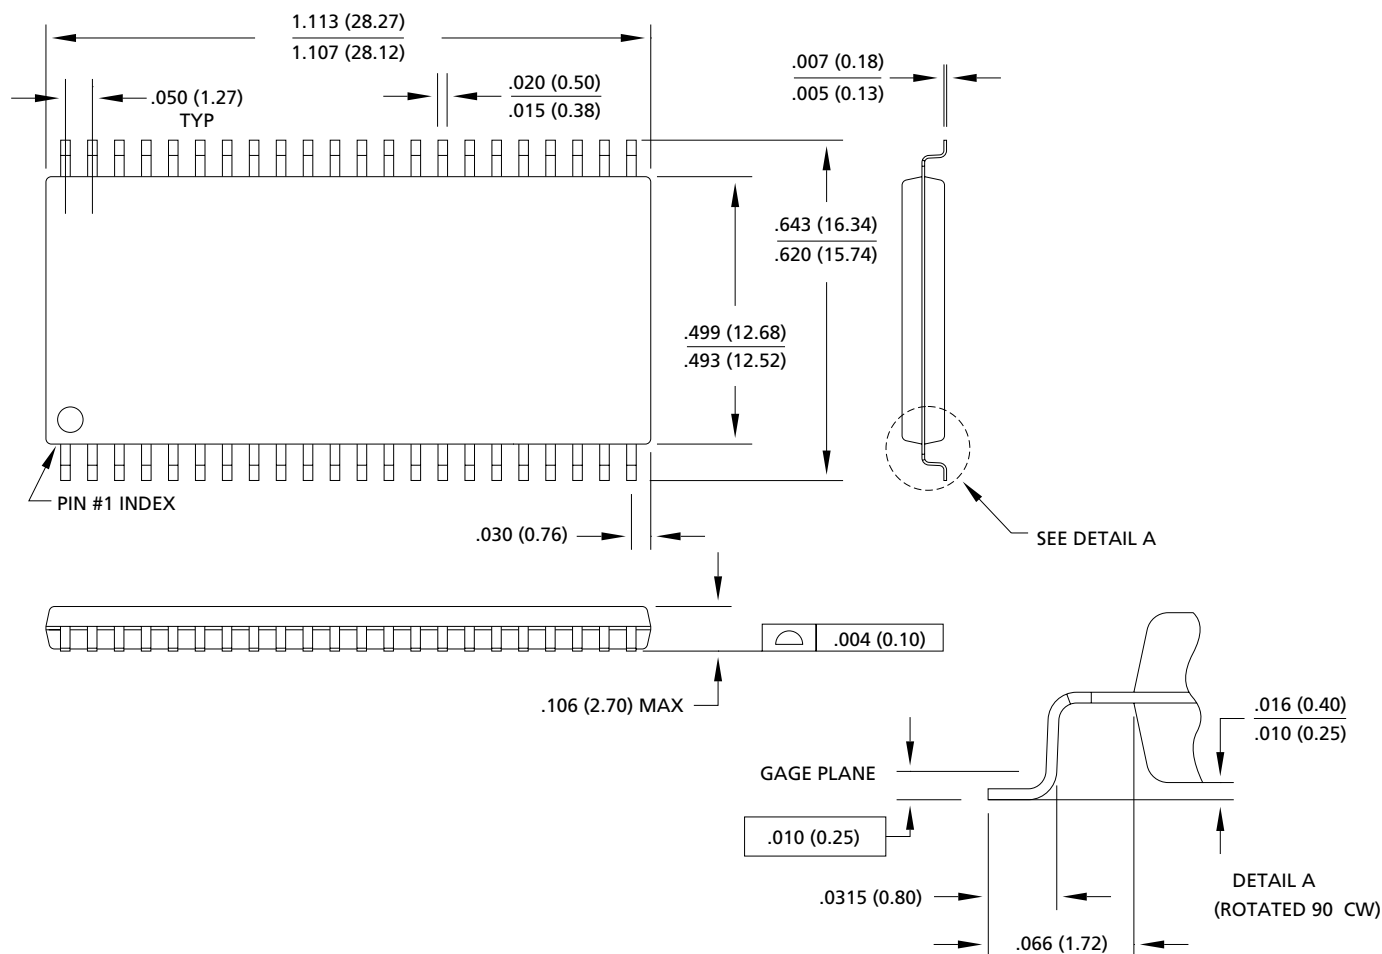 1.113 (28.27)
1.107 (28.12)
.050 (1.27)
TYP
.020 (0.50)
.015 (0.38)
.007 (0.18)
.005 (0.13)
.643 (16.34)
.620 (15.74)
.499 (12.68)
.493 (12.52)
PIN #1 INDEX
.030 (0.76)
SEE DETAIL A
.004 (0.10)
.106 (2.70) MAX
.016 (0.40)
.010 (0.25)
GAGE PLANE
.010 (0.25)
.0315 (0.80)
DETAIL A
(ROTATED 90 CW)
.066 (1.72)